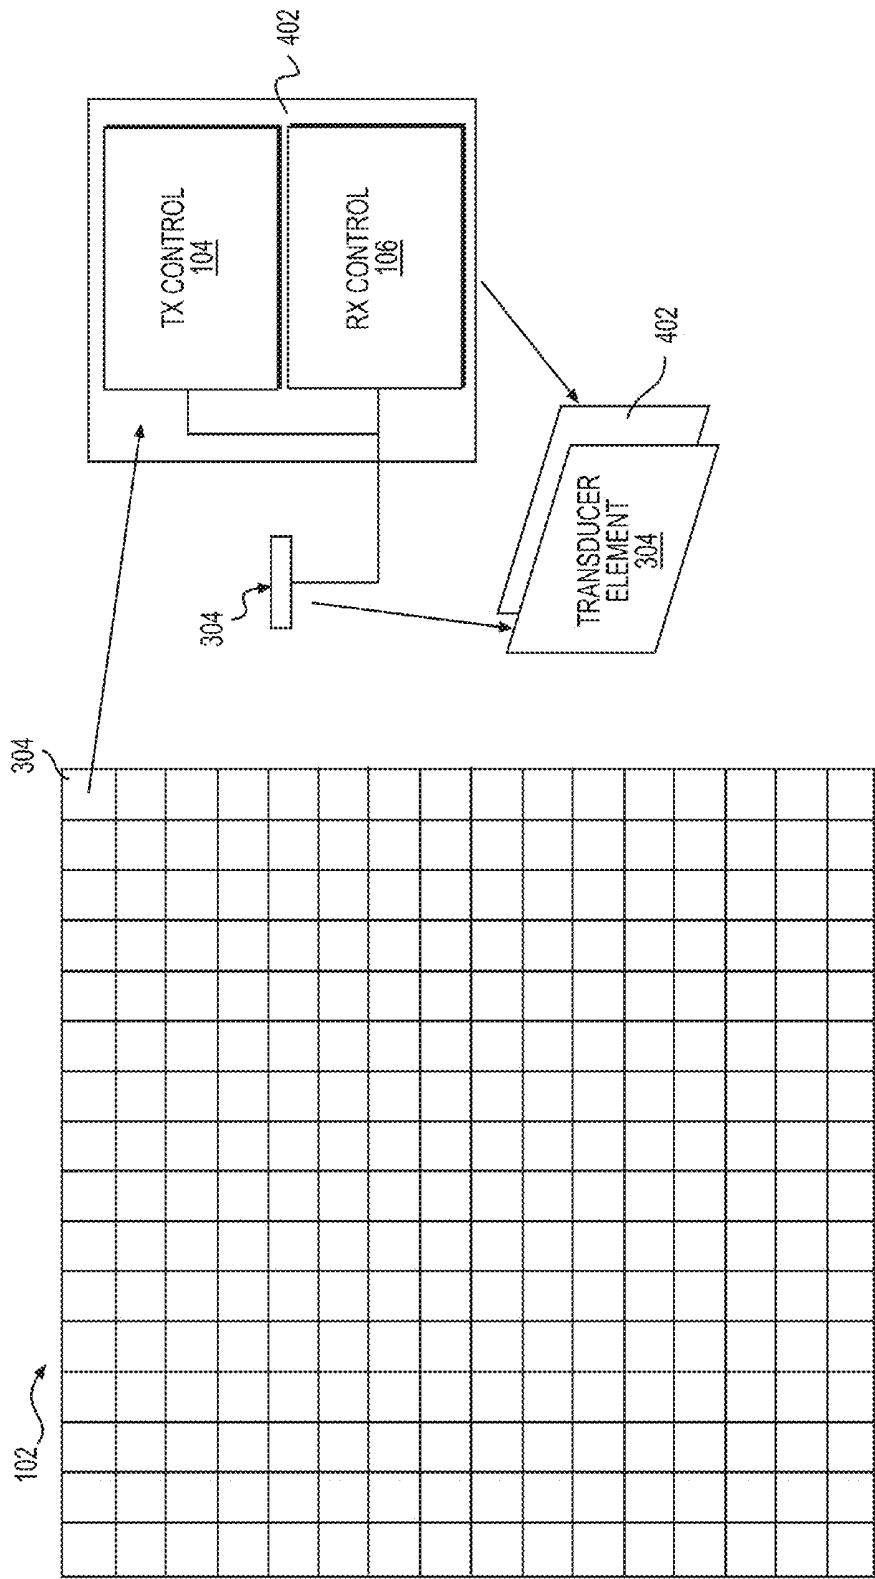 102
304
304
TX CONTROL
104
RX CONTROL
106
402
TRANSDUCER
ELEMENT
304
402